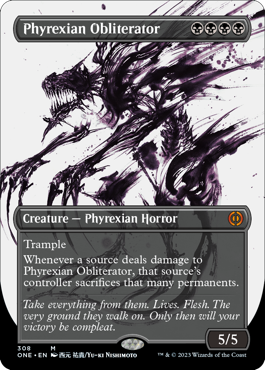 Phyrexian Obliterator
Creature — Phyrexian Horror
Trample
Whenever a source deals damage to
Phyrexian Obliterator, that source's
controller sacrifices that many permanents.
Take everything from them. Lives. Flesh. The
very ground they walk on. Only then will your
victory be compleat.
5/5
308 M
ONE • EN 西元 祐貴/Yu-ki Nishimoto
™ & © 2023 Wizards of the Coast